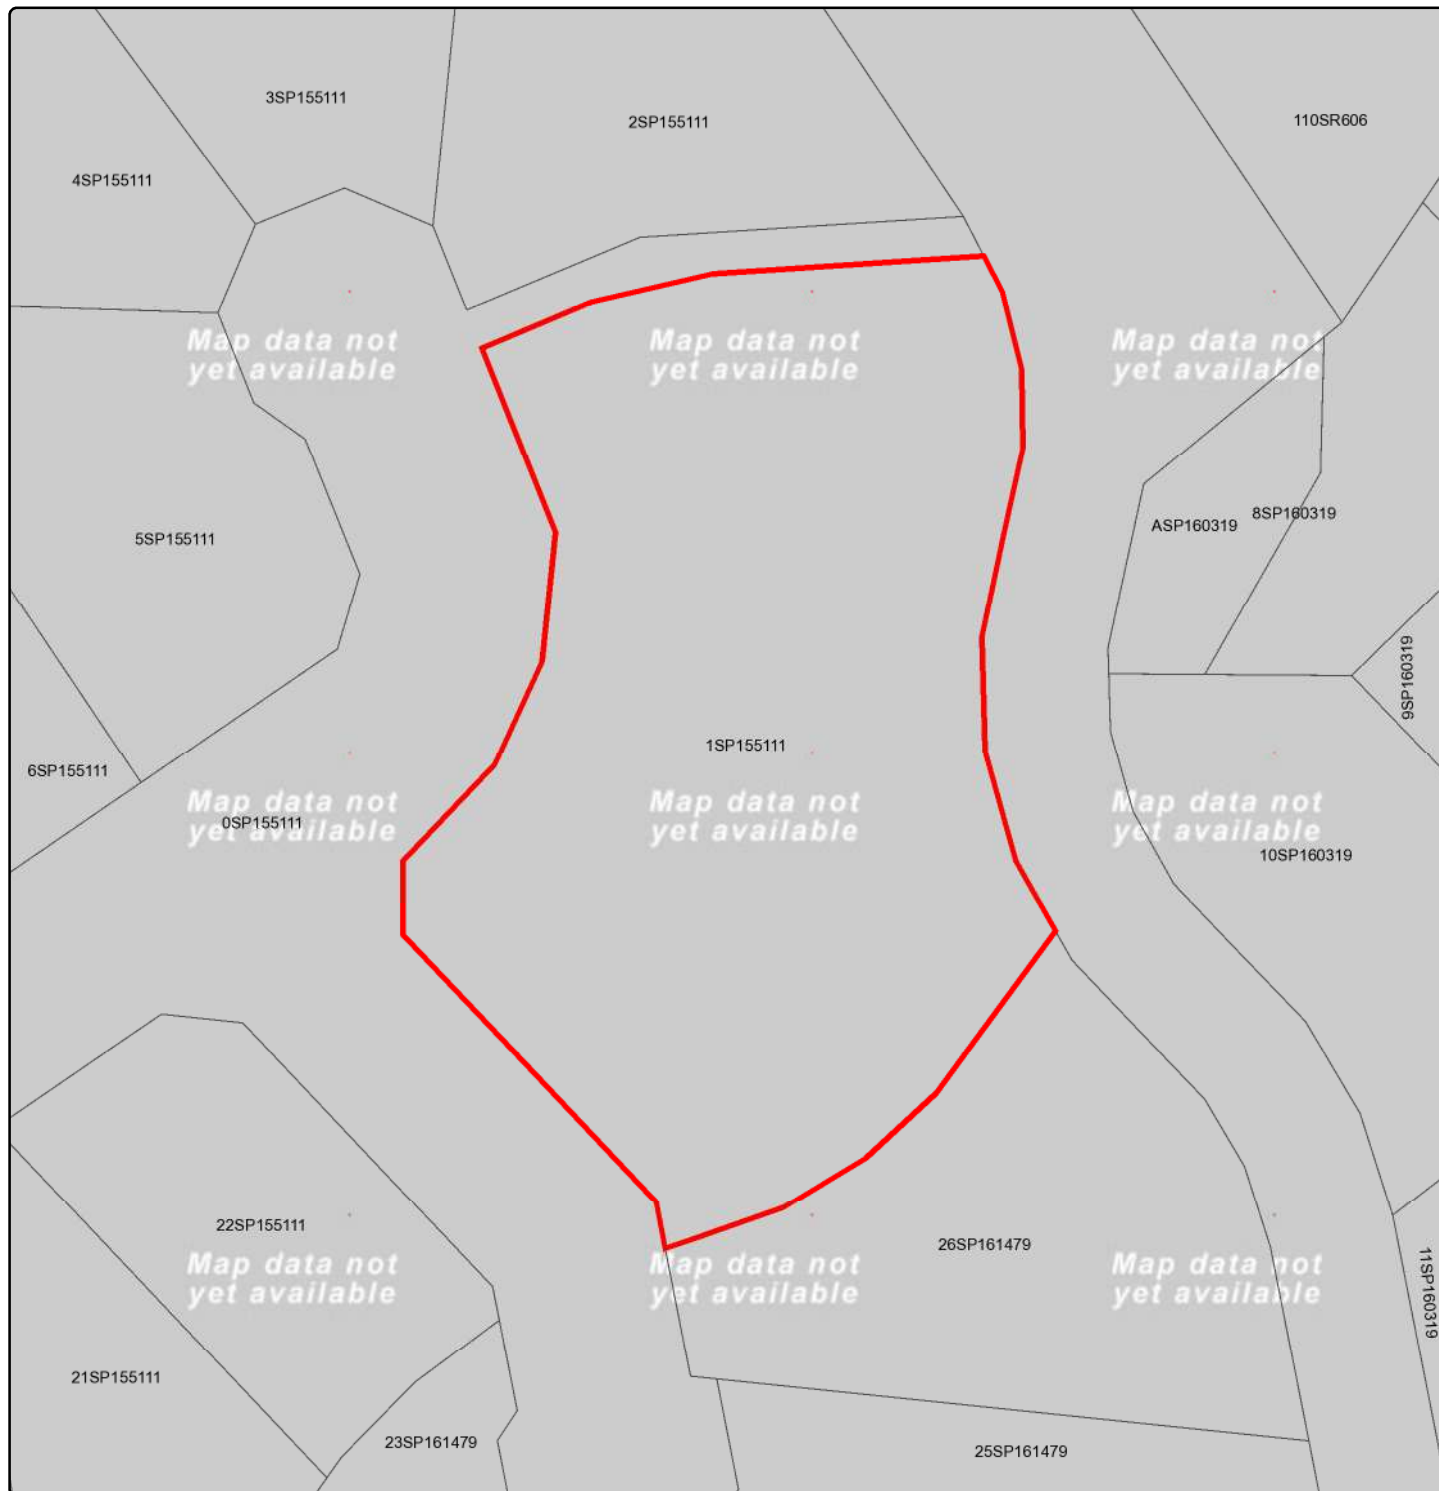 3SP155111
2SP155111
110SR606
4SP155111
Map data not
yet available
Map data not
yet available
Map data not
yet available
ASP160319
8SP160319
5SP155111
9SP160319
1SP155111
6SP155111
Map data not
yet available
0SP155111
Map data not
yet available
Map data not
yet available
10SP160319
22SP155111
26SP161479
Map data not
yet available
Map data not
yet available
Map data not
yet available
11SP160319
21SP155111
23SP161479
25SP161479